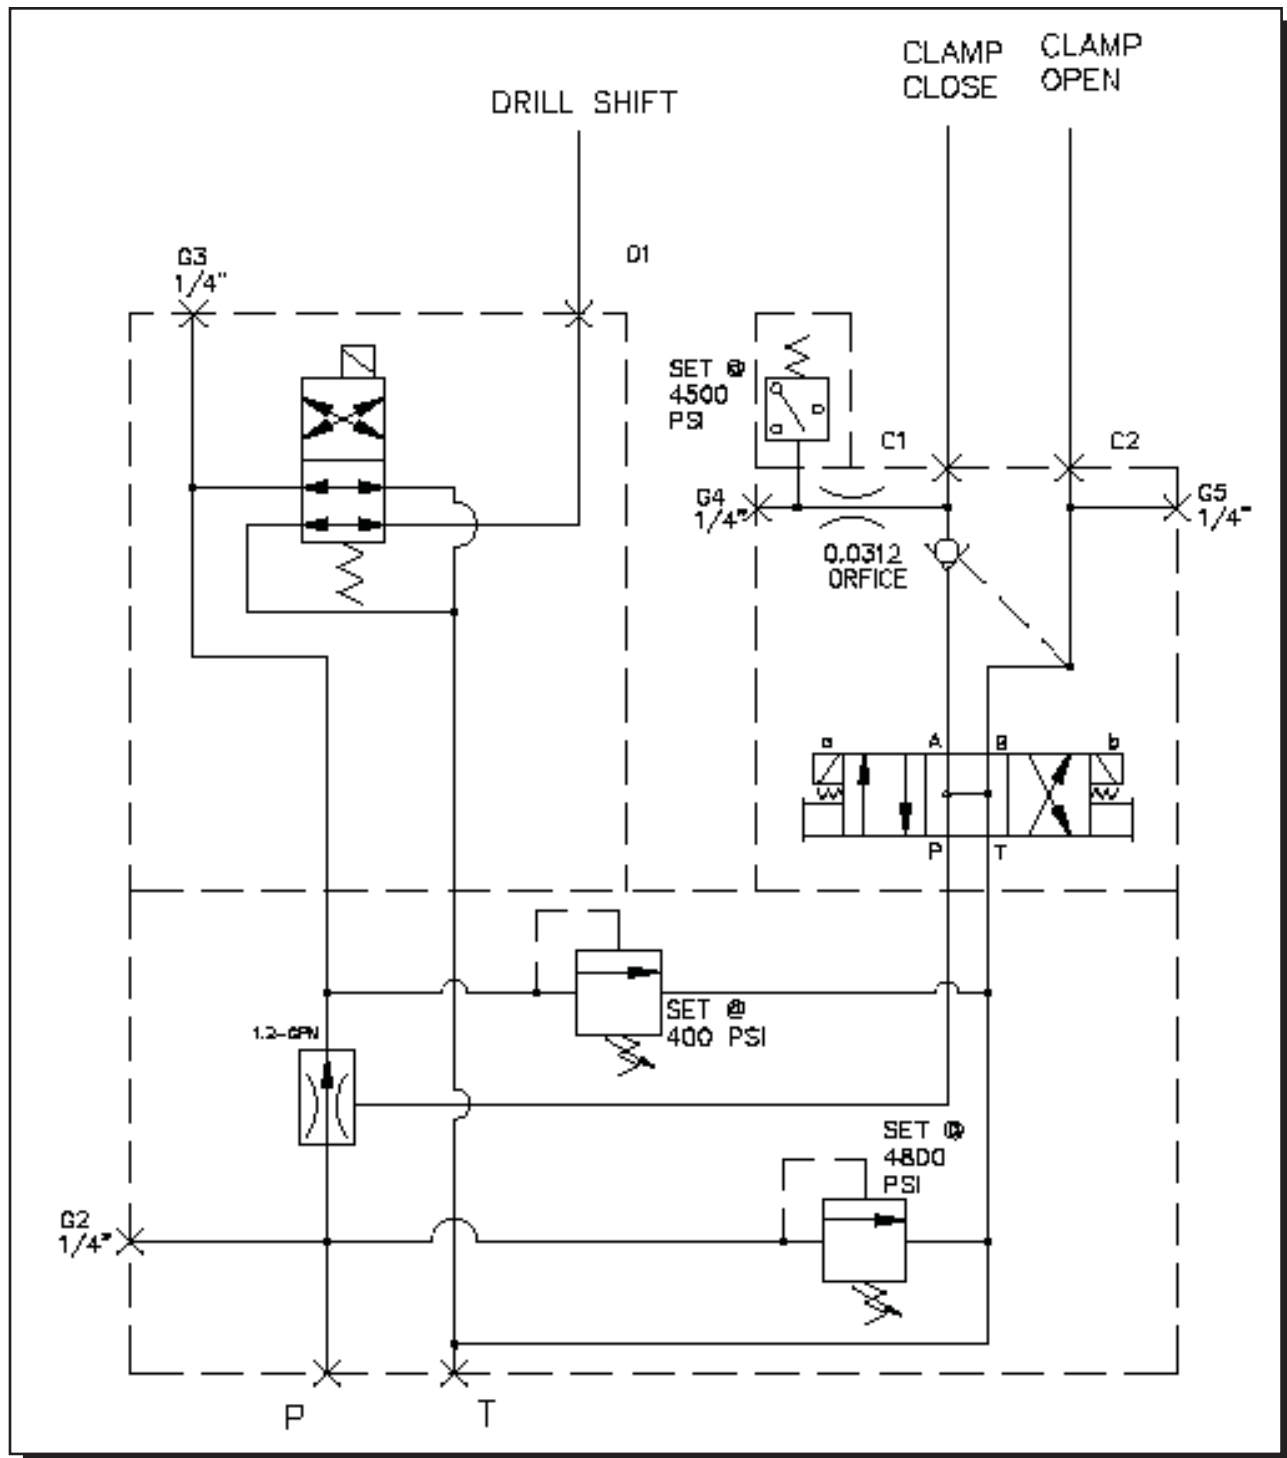 CLAMP
CLOSE
CLAMP
OPEN
DRILL SHIFT
G3
1/4"
D1
SET @
4500
PSI
C1
C2
G4
1/4"
G5
1/4"
0.0312
ORFICE
a
A
B
b
P
T
SET @
400 PSI
1.2-GPM
SET @
4800
PSI
G2
1/4"
P
T